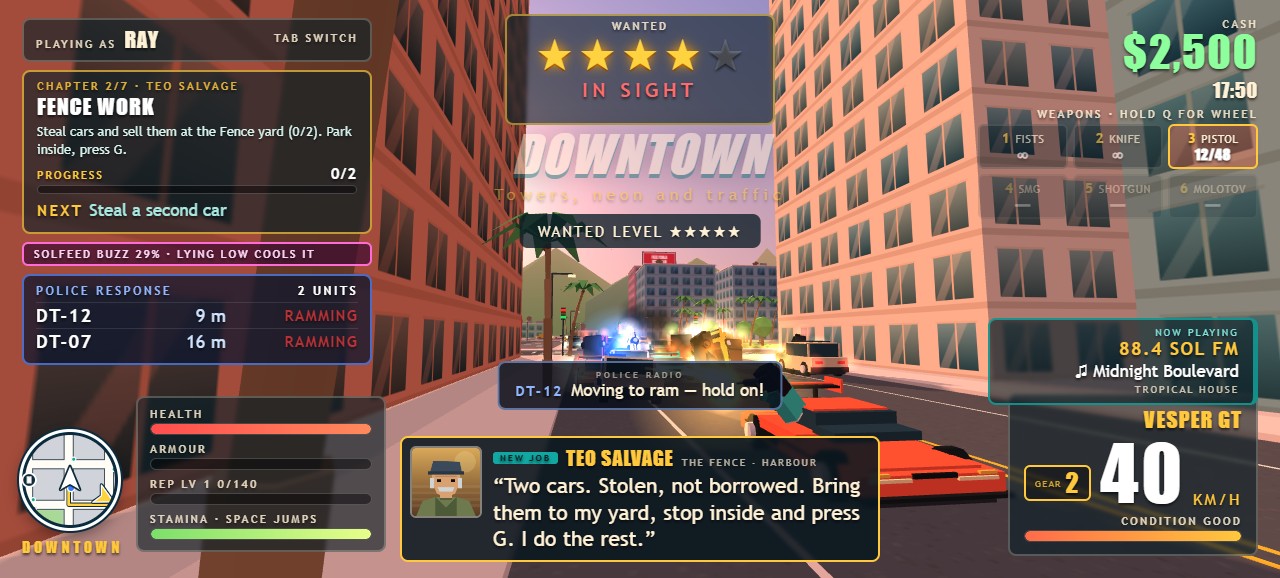 PLAYING AS RAY TAB SWITCH
CHAPTER 2/7 · TEO SALVAGE
FENCE WORK
Steal cars and sell them at the Fence yard (0/2). Park
inside, press G.
PROGRESS 0/2
NEXT Steal a second car
SOLFEED BUZZ 29% · LYING LOW COOLS IT
POLICE RESPONSE 2 UNITS
DT-12 9 m RAMMING
DT-07 16 m RAMMING
HEALTH
ARMOUR
REP LV 1 0/140
STAMINA · SPACE JUMPS
DOWNTOWN
WANTED
IN SIGHT
DOWNTOWN
Towers, neon and traffic
WANTED LEVEL ★★★★★
POLICE RADIO
DT-12 Moving to ram — hold on!
NEW JOB TEO SALVAGE THE FENCE · HARBOUR
“Two cars. Stolen, not borrowed. Bring
them to my yard, stop inside and press
G. I do the rest.”
CASH
$2,500
17:50
WEAPONS · HOLD Q FOR WHEEL
1 FISTS 2 KNIFE 3 PISTOL
∞ ∞ 12/48
4 SMG 5 SHOTGUN 6 MOLOTOV
— — —
NOW PLAYING
88.4 SOL FM
♫ Midnight Boulevard
TROPICAL HOUSE
VESPER GT
GEAR 2 40 KM/H
CONDITION GOOD